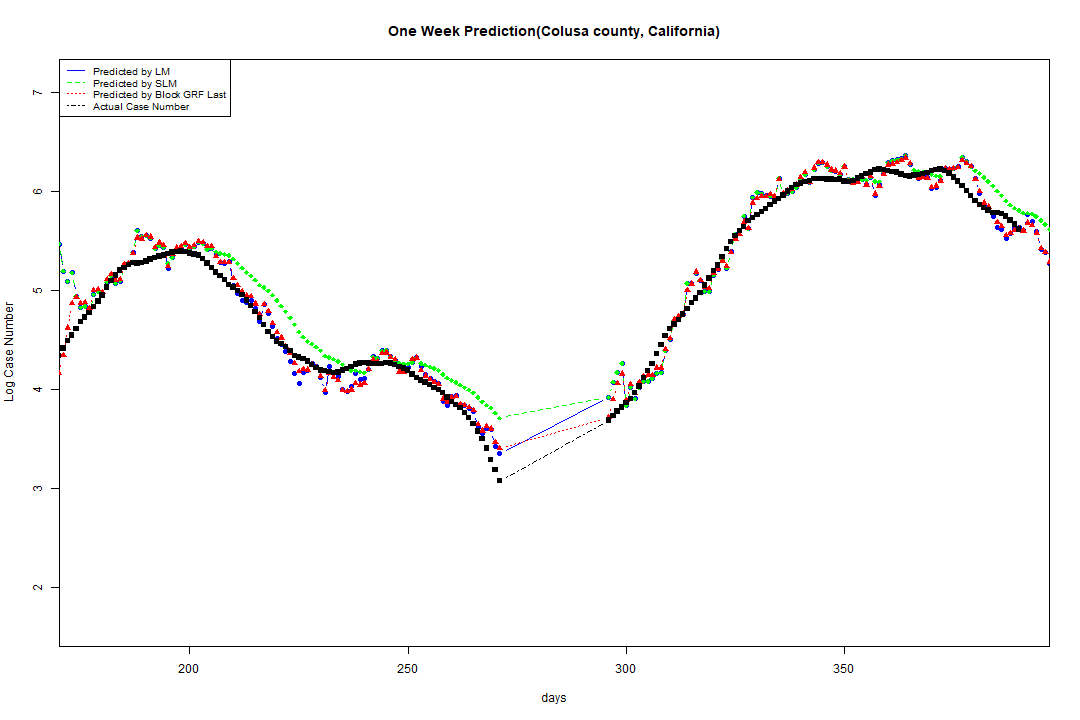 One Week Prediction(Colusa county, California)
Predicted by LM
Predicted by SLM
Predicted by Block GRF Last
Actual Case Number
7
6
5
4
3
2
Log Case Number
200 250 300 350
days